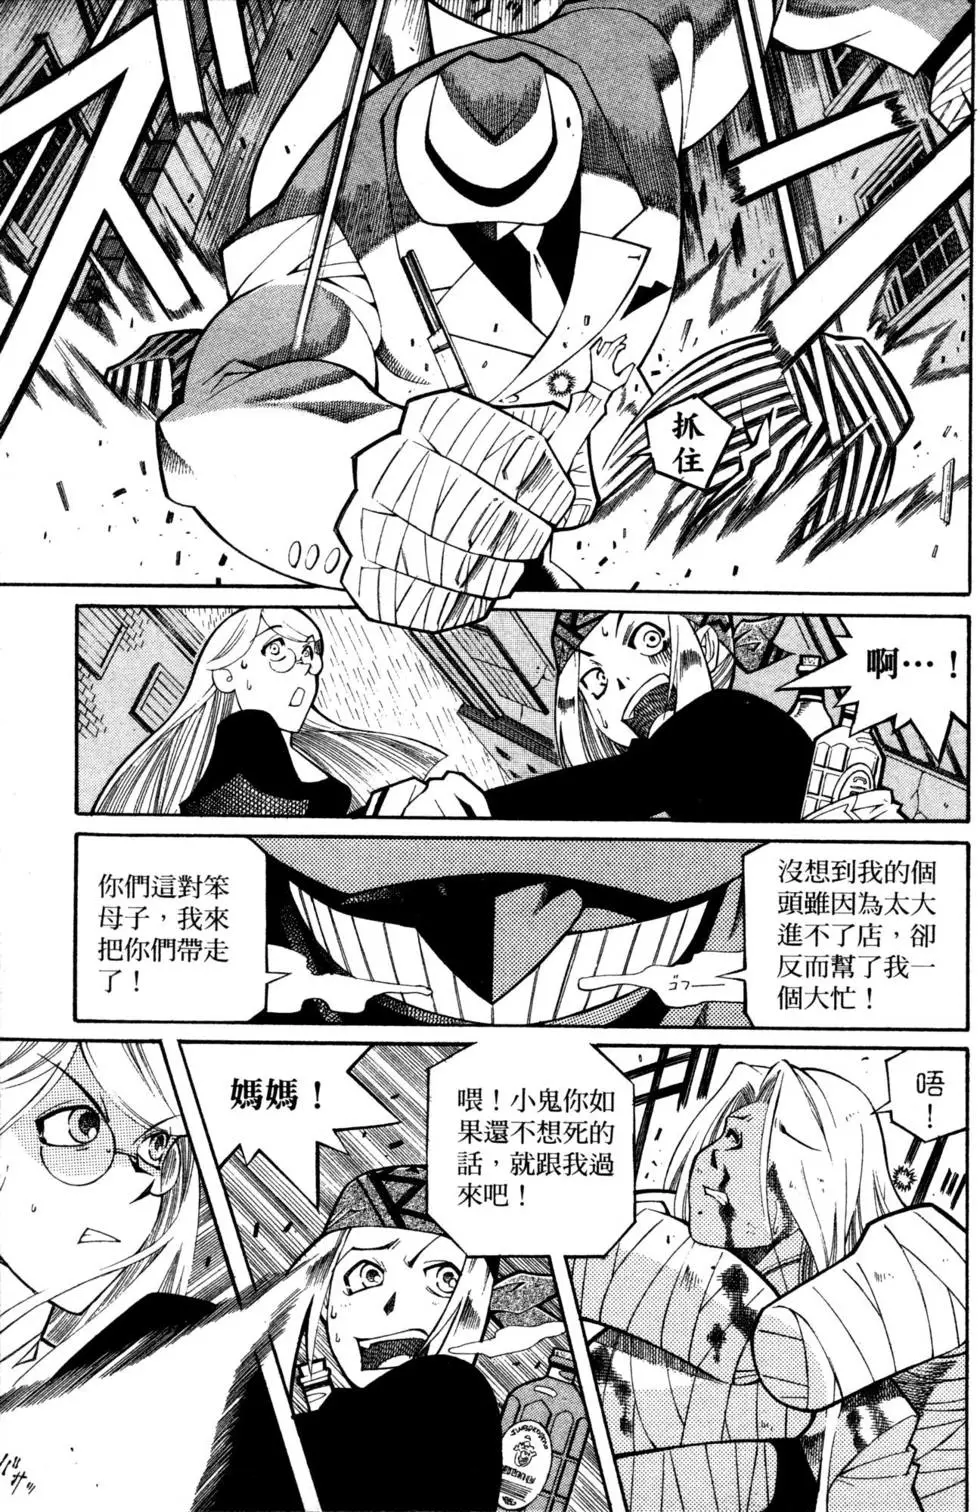 抓住
啊…！
沒想到我的個
頭雖因為太大
進不了店，卻
反而幫了我一
個大忙！
ゴフー
你們這對笨
母子，我來
把你們帶走
了！
唔！
喂！小鬼你如
果還不想死的
話，就跟我過
來吧！
媽媽！